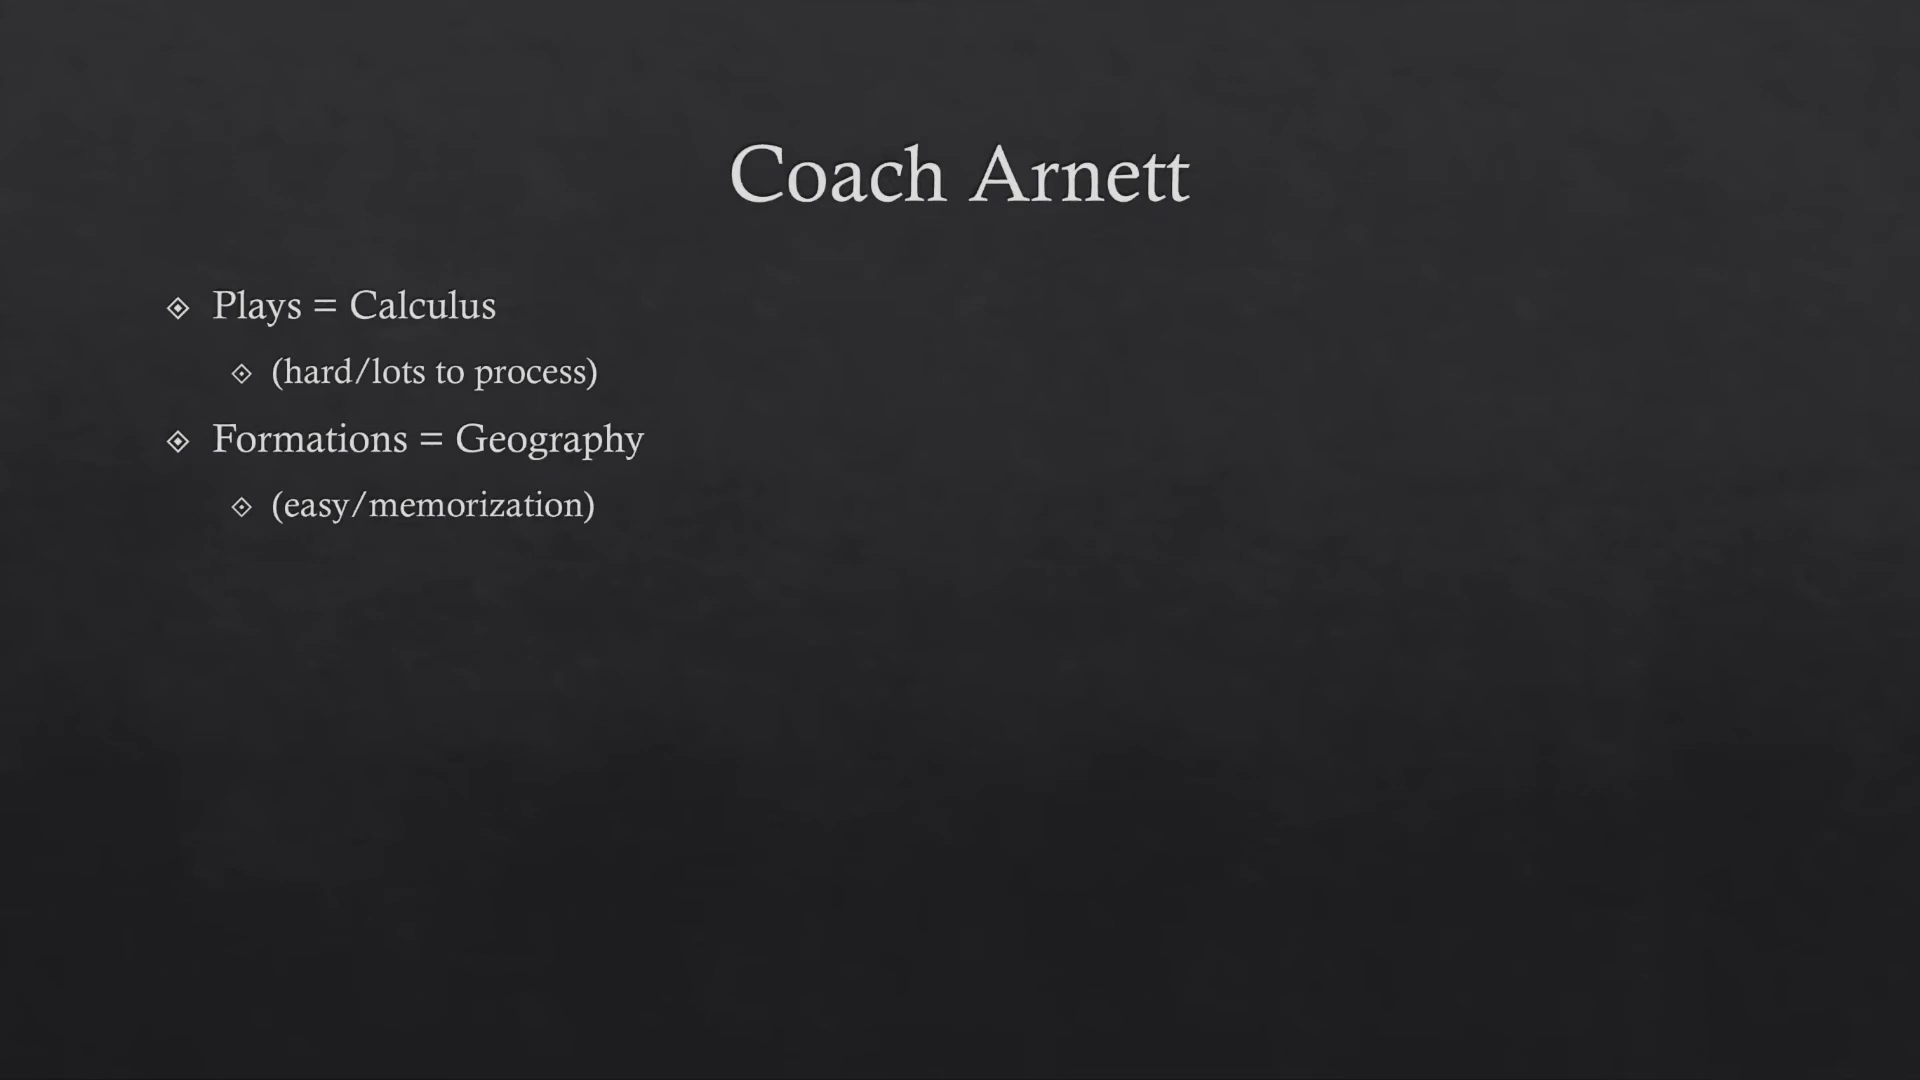 Coach Arnett
Plays = Calculus
(hard/lots to process)
Formations = Geography
(easy/memorization)